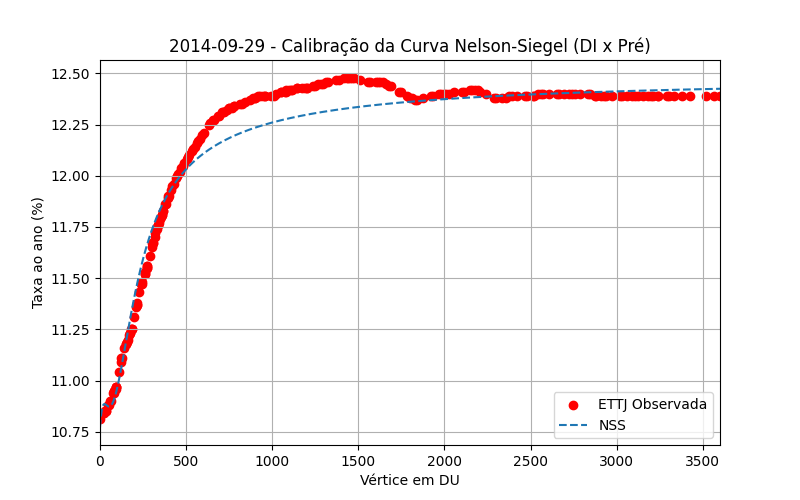 2014-09-29 - Calibração da Curva Nelson-Siegel (DI x Pré)
12.50
12.25
12.00
11.75
11.50
11.25
11.00
10.75
Taxa ao ano (%)
ETTJ Observada
NSS
0 500 1000 1500 2000 2500 3000 3500
Vértice em DU